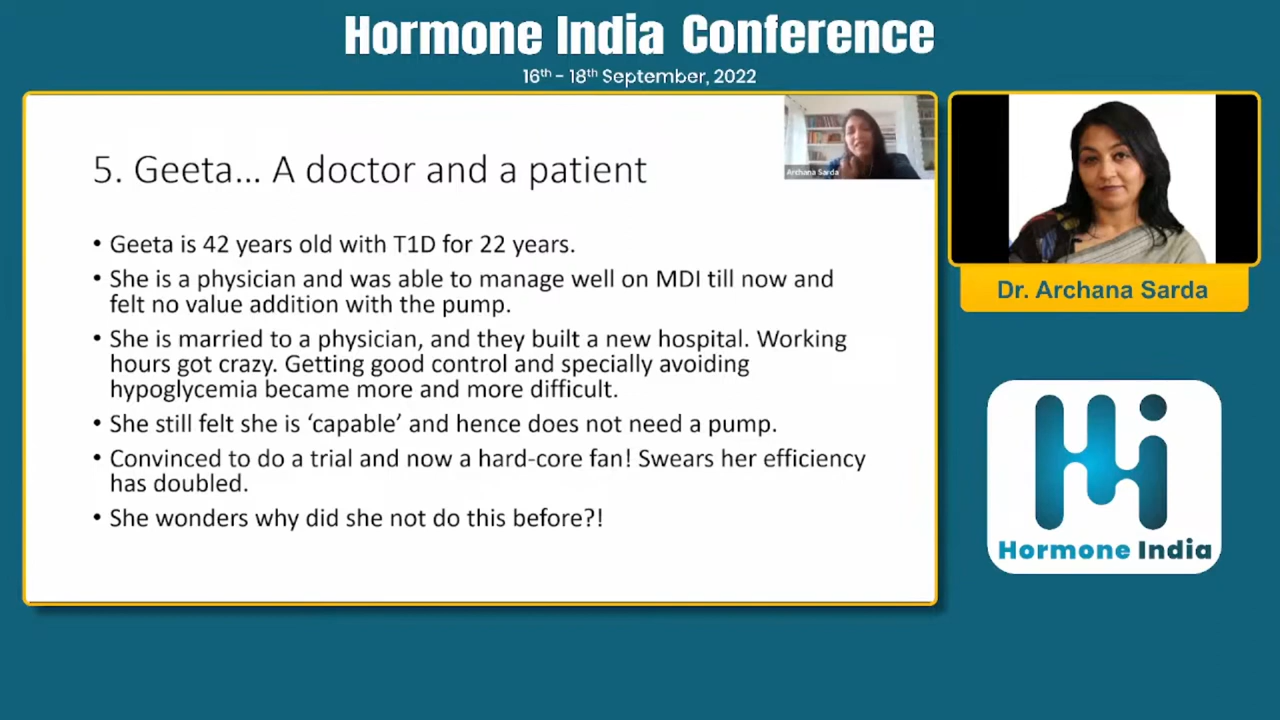 Hormone India Conference
16th - 18th September, 2022
5. Geeta... A doctor and a patient
Archana Sarda
• Geeta is 42 years old with T1D for 22 years.
• She is a physician and was able to manage well on MDI till now and
felt no value addition with the pump.
• She is married to a physician, and they built a new hospital. Working
hours got crazy. Getting good control and specially avoiding
hypoglycemia became more and more difficult.
• She still felt she is ‘capable’ and hence does not need a pump.
• Convinced to do a trial and now a hard-core fan! Swears her efficiency
has doubled.
• She wonders why did she not do this before?!
Dr. Archana Sarda
Hormone India